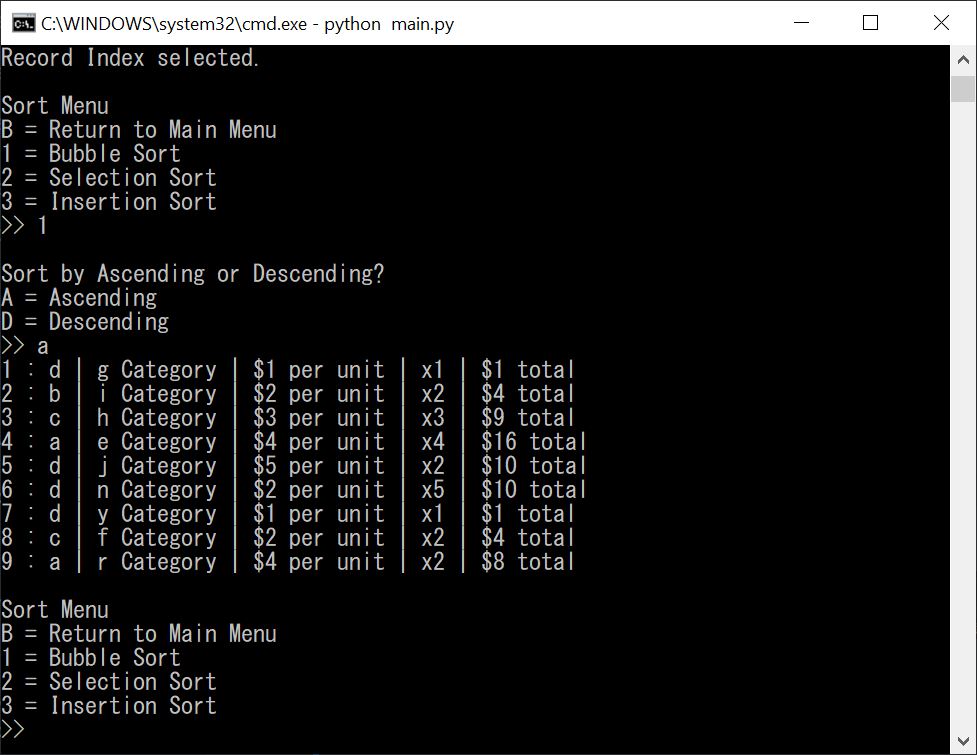 C:\WINDOWS\system32\cmd.exe - python  main.py
Record Index selected.
Sort Menu
B = Return to Main Menu
1 = Bubble Sort
2 = Selection Sort
3 = Insertion Sort
>> 1
Sort by Ascending or Descending?
A = Ascending
D = Descending
>> a
1 : d | g Category | $1 per unit | x1 | $1 total
2 : b | i Category | $2 per unit | x2 | $4 total
3 : c | h Category | $3 per unit | x3 | $9 total
4 : a | e Category | $4 per unit | x4 | $16 total
5 : d | j Category | $5 per unit | x2 | $10 total
6 : d | n Category | $2 per unit | x5 | $10 total
7 : d | y Category | $1 per unit | x1 | $1 total
8 : c | f Category | $2 per unit | x2 | $4 total
9 : a | r Category | $4 per unit | x2 | $8 total
Sort Menu
B = Return to Main Menu
1 = Bubble Sort
2 = Selection Sort
3 = Insertion Sort
>>